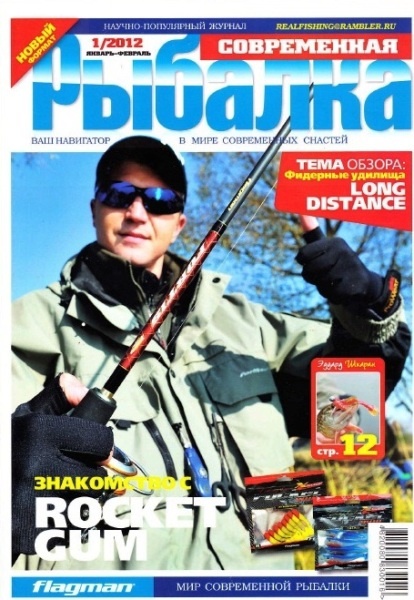 НАУЧНО-ПОПУЛЯРНЫЙ ЖУРНАЛ
REALFISHING@RAMBLER.RU
НОВЫЙ
ФОРМАТ
1/2012
ЯНВАРЬ-ФЕВРАЛЬ
СОВРЕМЕННАЯ
Рыбалка
ВАШ НАВИГАТОР В МИРЕ СОВРЕМЕННЫХ СНАСТЕЙ
ТЕМА ОБЗОРА:
Фидерные удилища
LONG
DISTANCE
Эдуард Шкарин
стр. 12
ЗНАКОМСТВО С
ROCKET
GUM
flagman
МИР СОВРЕМЕННОЙ РЫБАЛКИ